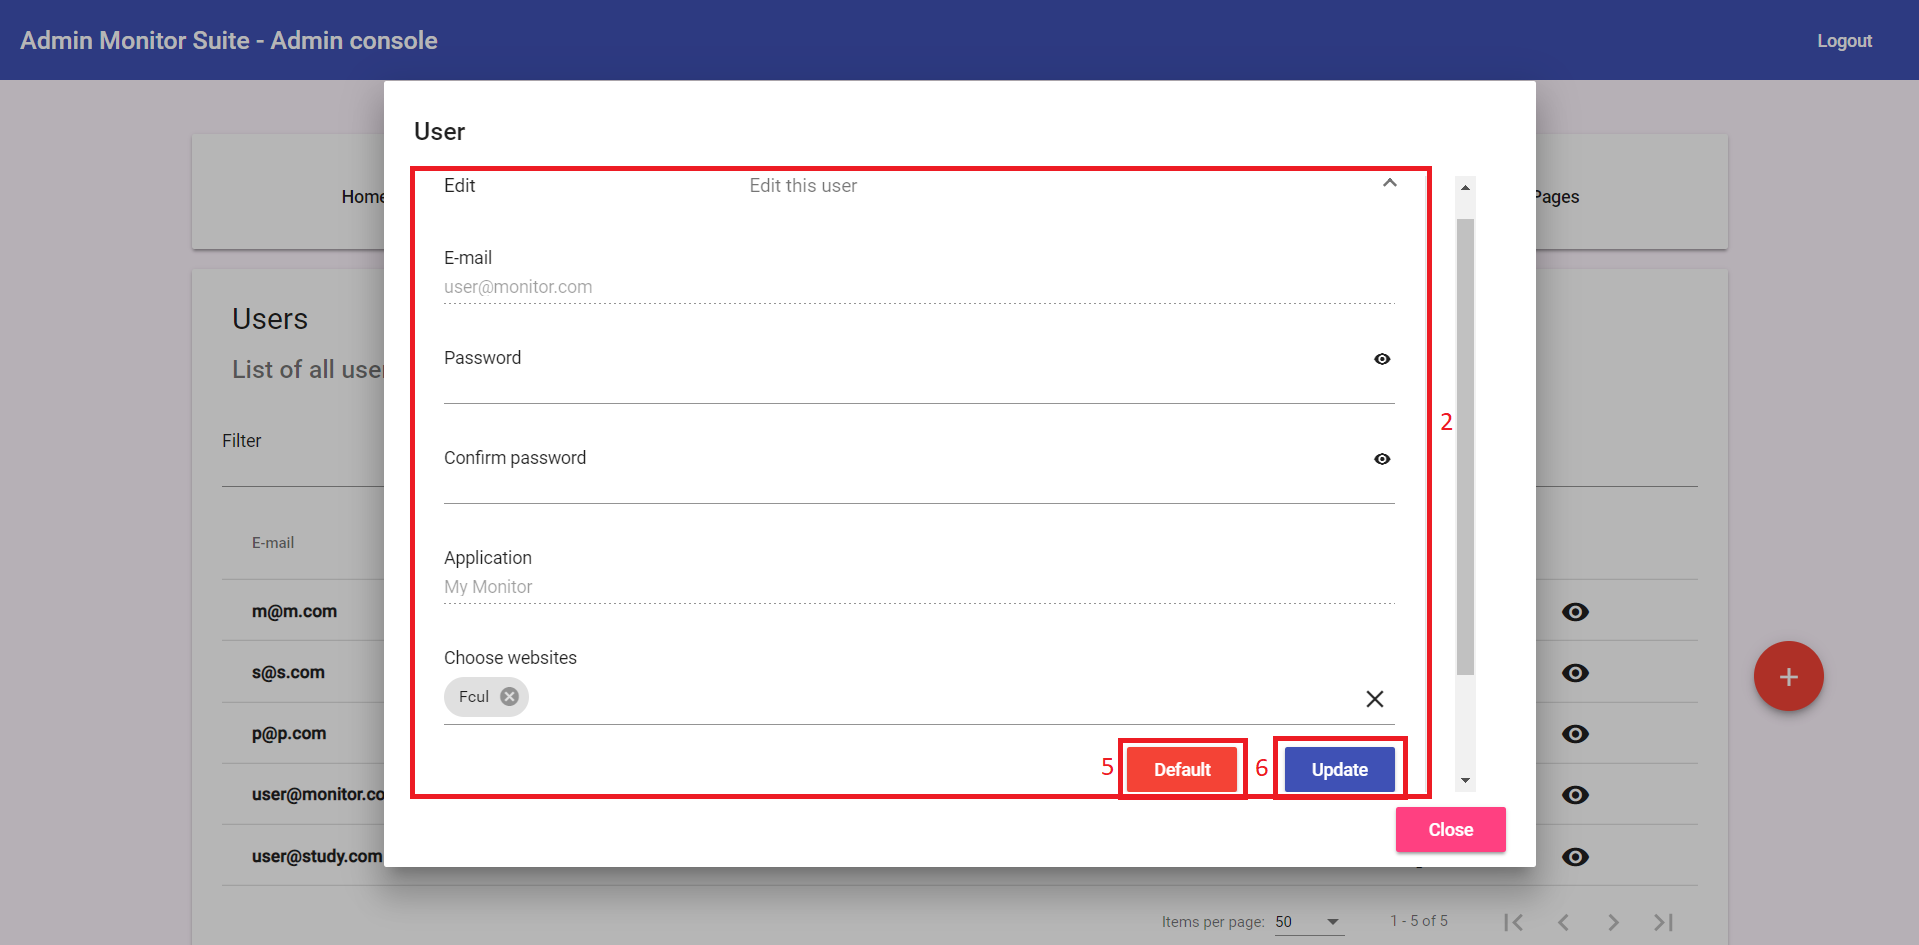 Admin Monitor Suite - Admin console
Logout
User
Home
Pages
Edit
Edit this user
E-mail
user@monitor.com
Users
List of all user
Password
2
Filter
Confirm password
E-mail
Application
My Monitor
m@m.com
Choose websites
s@s.com
Fcul
p@p.com
5
Default
6
Update
user@monitor.co
Close
user@study.com
Items per page:
50
1 - 5 of 5